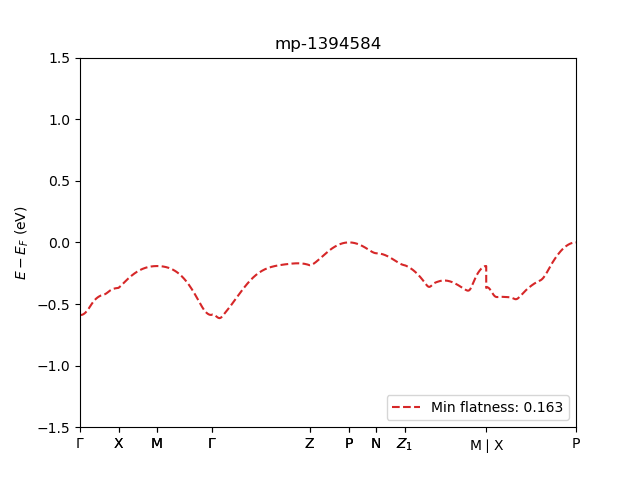 mp-1394584
E − E_F (eV)
1.5
1.0
0.5
0.0
−0.5
−1.0
−1.5
Min flatness: 0.163
Γ X M Γ Z P N Z₁ M | X P